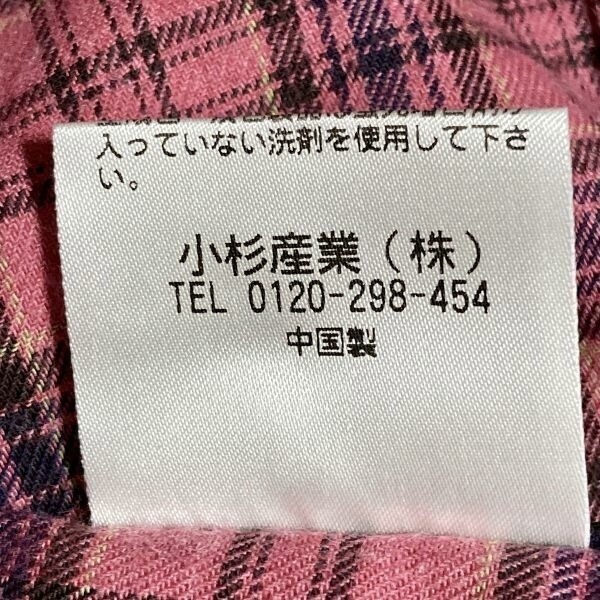 入っていない洗剤を使用して下さ
い。
小杉産業（株）
TEL 0120-298-454
中国製